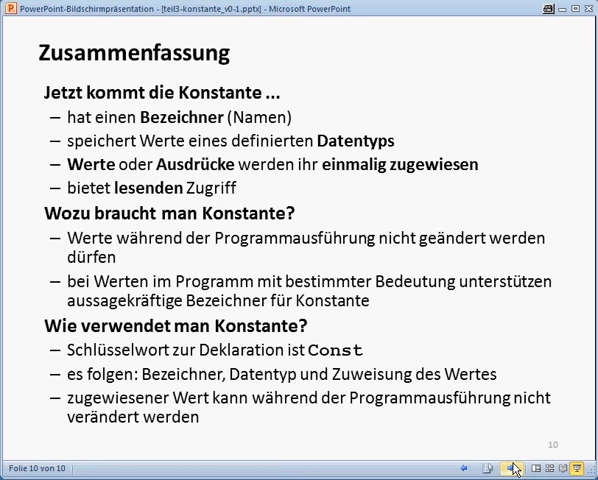 PowerPoint-Bildschirmpräsentation - [teil3-konstante_v0-1.pptx] - Microsoft PowerPoint
Zusammenfassung
Jetzt kommt die Konstante ...
– hat einen Bezeichner (Namen)
– speichert Werte eines definierten Datentyps
– Werte oder Ausdrücke werden ihr einmalig zugewiesen
– bietet lesenden Zugriff
Wozu braucht man Konstante?
– Werte während der Programmausführung nicht geändert werden
dürfen
– bei Werten im Programm mit bestimmter Bedeutung unterstützen
aussagekräftige Bezeichner für Konstante
Wie verwendet man Konstante?
– Schlüsselwort zur Deklaration ist Const
– es folgen: Bezeichner, Datentyp und Zuweisung des Wertes
– zugewiesener Wert kann während der Programmausführung nicht
verändert werden
10
Folie 10 von 10